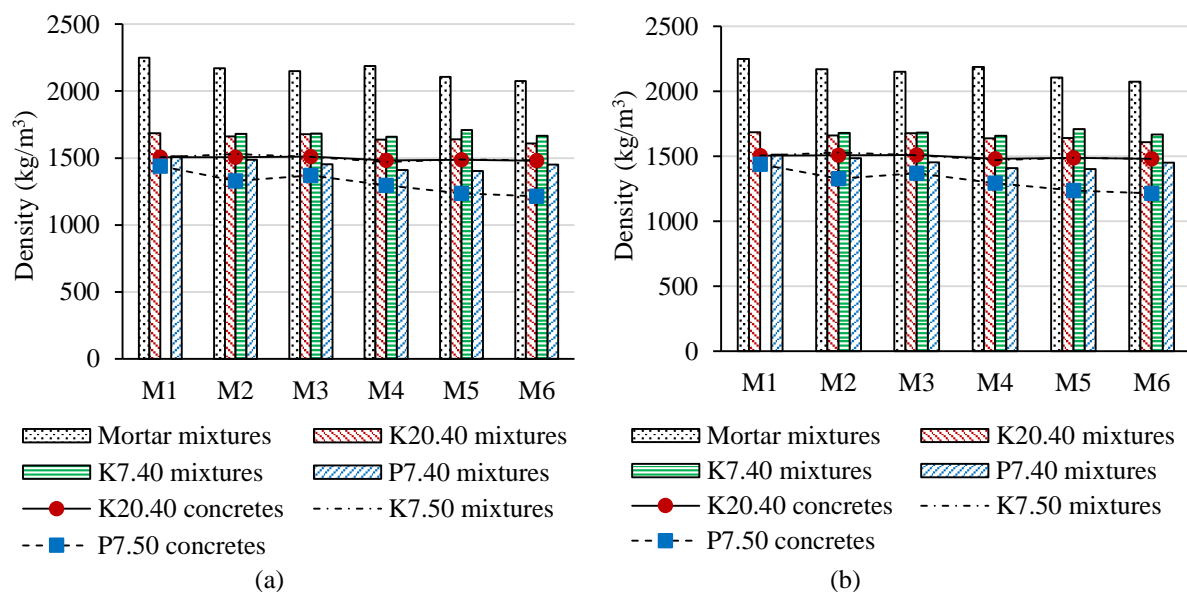 2500
2000
1500
1000
500
0
Density (kg/m³)
M1 M2 M3 M4 M5 M6
Mortar mixtures K20.40 mixtures
K7.40 mixtures P7.40 mixtures
K20.40 concretes K7.50 mixtures
P7.50 concretes
(a)
2500
2000
1500
1000
500
0
Density (kg/m³)
M1 M2 M3 M4 M5 M6
Mortar mixtures K20.40 mixtures
K7.40 mixtures P7.40 mixtures
K20.40 concretes K7.50 mixtures
P7.50 concretes
(b)